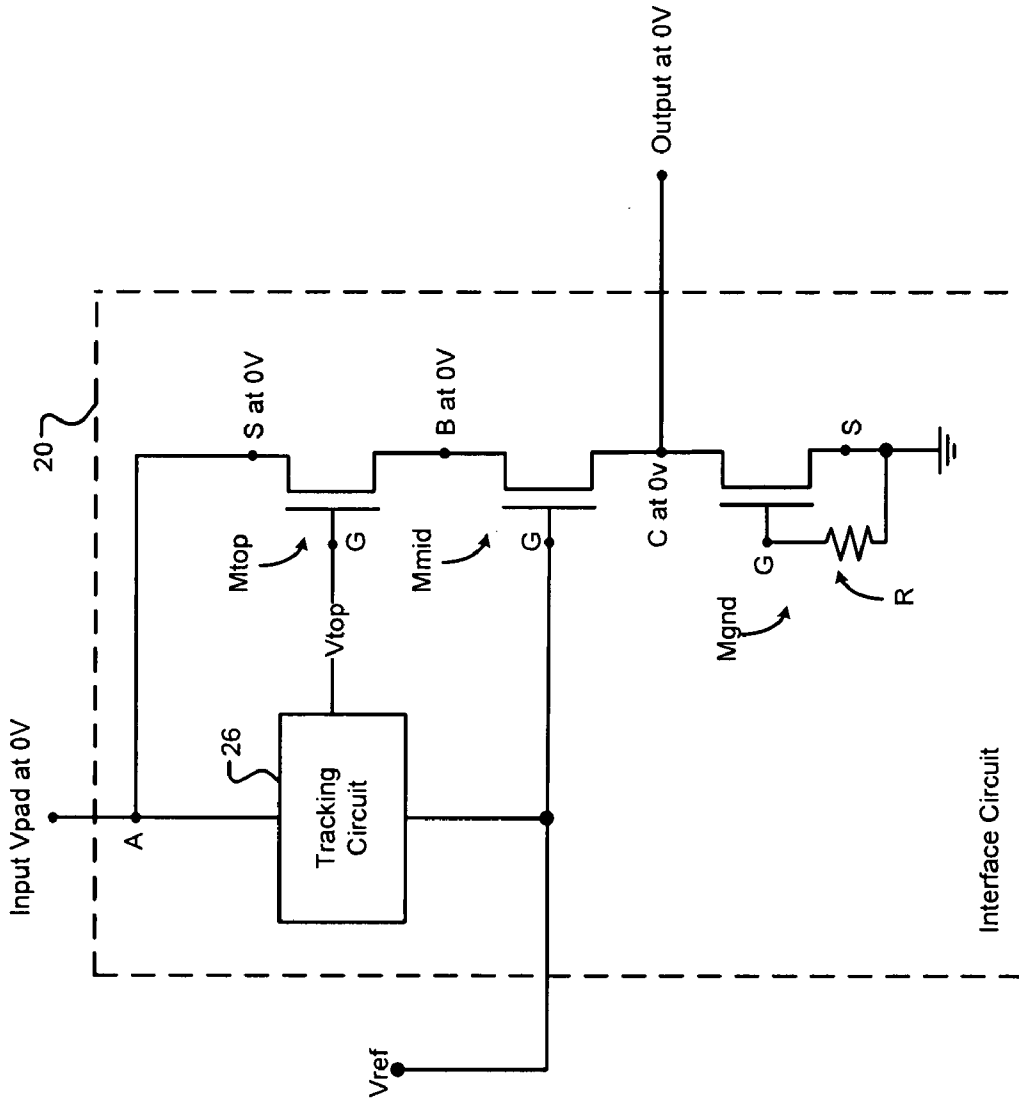 Input Vpad at 0V
20
A
S at 0V
26
Tracking
Circuit
Vtop
Mtop
G
B at 0V
Mmid
G
Vref
C at 0v
Output at 0V
G
S
R
Mgnd
Interface Circuit